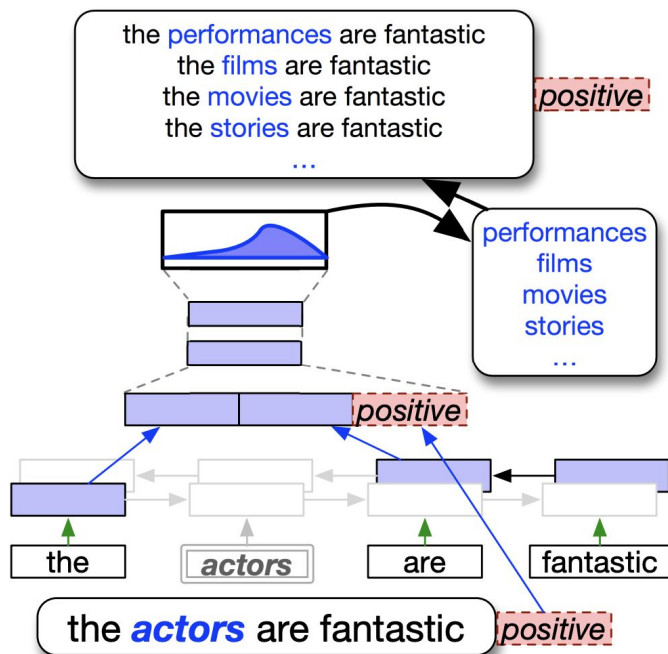 the performances are fantastic
the films are fantastic
the movies are fantastic
the stories are fantastic
...
positive
performances
films
movies
stories
...
positive
the
actors
are
fantastic
the actors are fantastic
positive